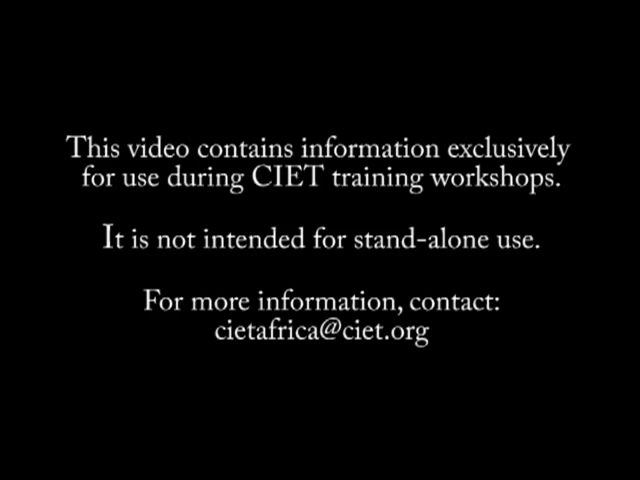 This video contains information exclusively
for use during CIET training workshops.
It is not intended for stand-alone use.
For more information, contact:
cietafrica@ciet.org